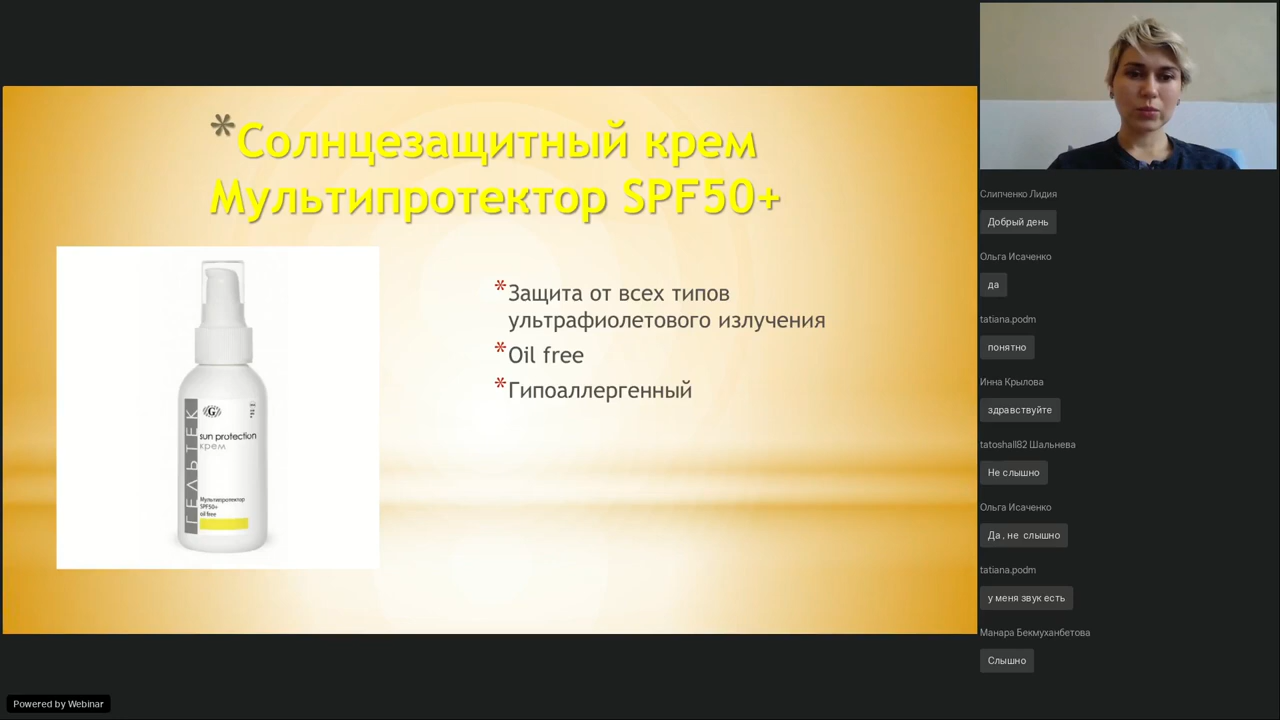 *Солнцезащитный крем
Мультипротектор SPF50+
*Защита от всех типов
ультрафиолетового излучения
*Oil free
*Гипоаллергенный
ГЕЛЬТЕК
G
sun protection
крем
Мультипротектор
SPF50+
oil free
Слипченко Лидия
Добрый день
Ольга Исаченко
да
tatiana.podm
понятно
Инна Крылова
здравствуйте
tatoshall82 Шальнева
Не слышно
Ольга Исаченко
Да , не слышно
tatiana.podm
у меня звук есть
Манара Бекмуханбетова
Слышно
Powered by Webinar